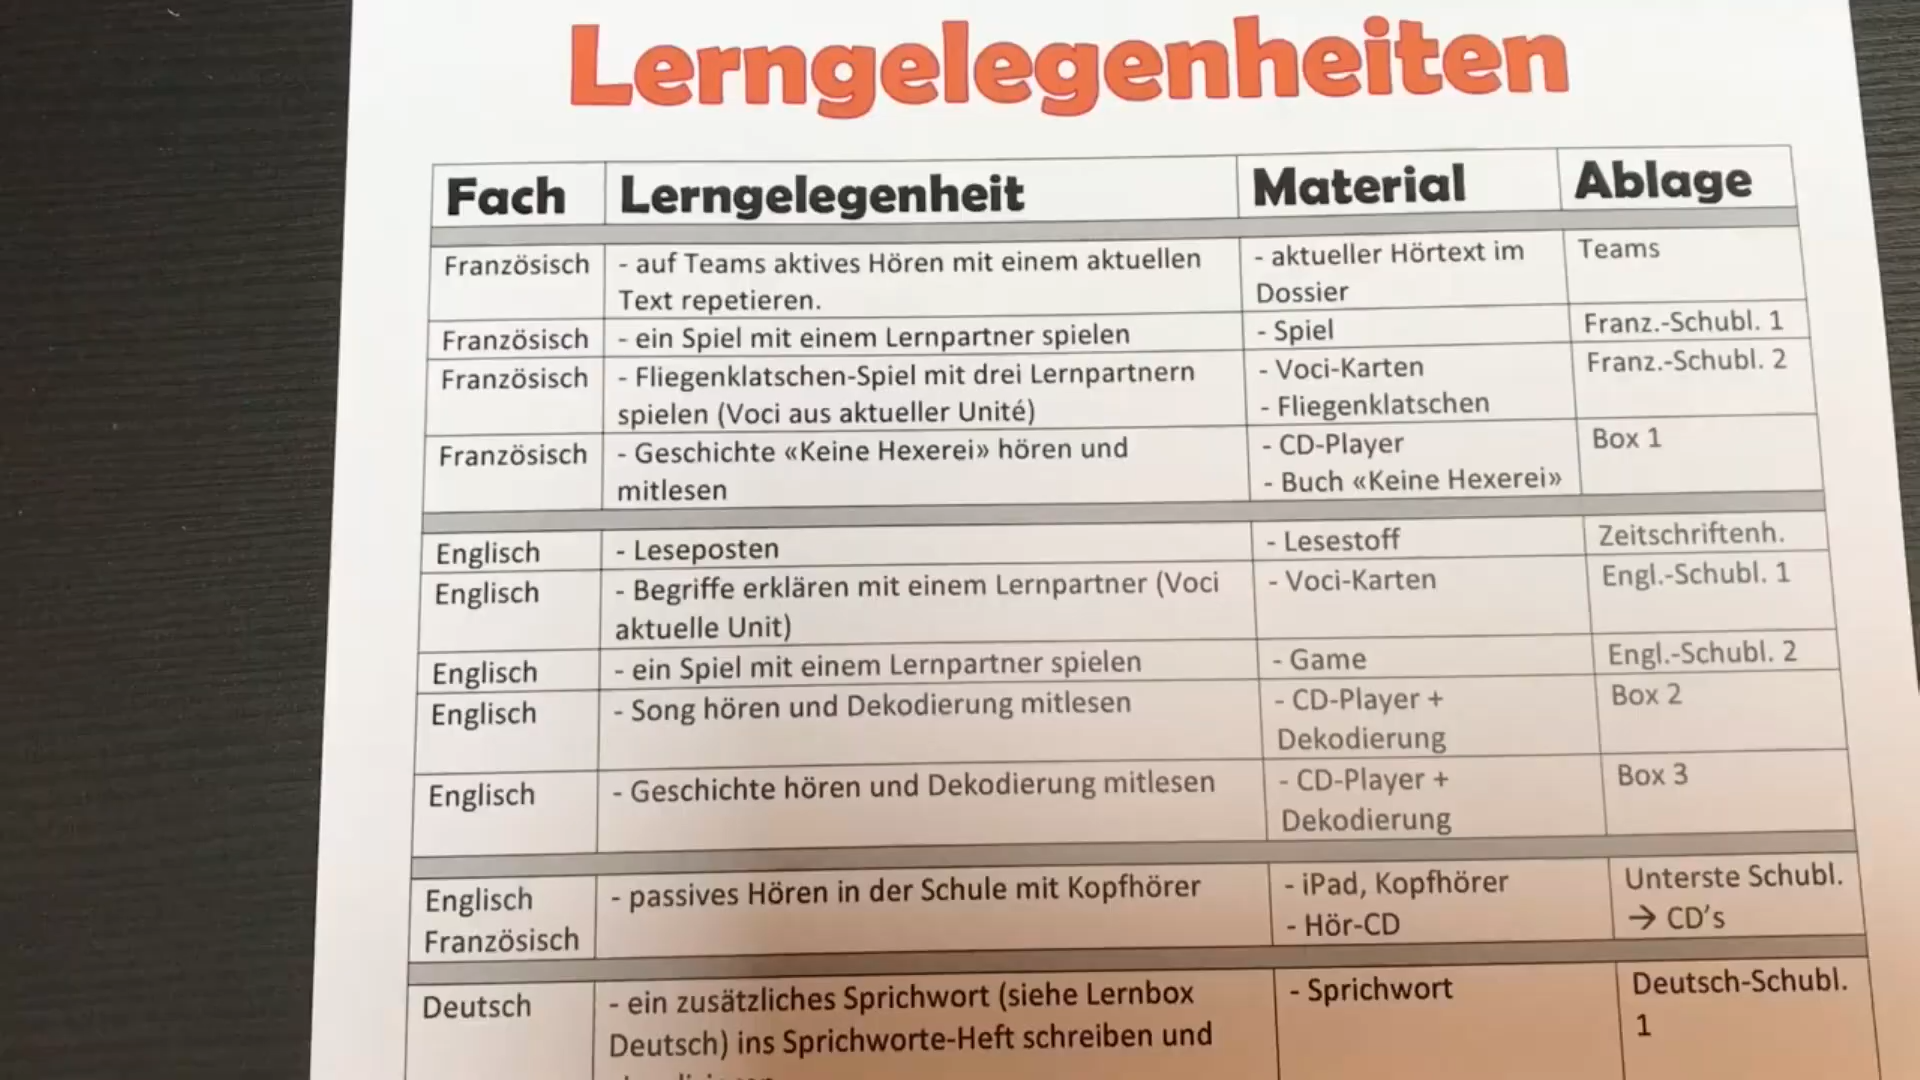 Lerngelegenheiten
Fach Lerngelegenheit Material Ablage
Französisch - auf Teams aktives Hören mit einem aktuellen - aktueller Hörtext im Teams
Text repetieren. Dossier
Französisch - ein Spiel mit einem Lernpartner spielen - Spiel Franz.-Schubl. 1
Französisch - Fliegenklatschen-Spiel mit drei Lernpartnern - Voci-Karten Franz.-Schubl. 2
spielen (Voci aus aktueller Unité) - Fliegenklatschen
Französisch - Geschichte «Keine Hexerei» hören und - CD-Player Box 1
mitlesen - Buch «Keine Hexerei»
Englisch - Leseposten - Lesestoff Zeitschriftenh.
Englisch - Begriffe erklären mit einem Lernpartner (Voci - Voci-Karten Engl.-Schubl. 1
aktuelle Unit)
Englisch - ein Spiel mit einem Lernpartner spielen - Game Engl.-Schubl. 2
Englisch - Song hören und Dekodierung mitlesen - CD-Player + Box 2
Dekodierung
Englisch - Geschichte hören und Dekodierung mitlesen - CD-Player + Box 3
Dekodierung
Englisch - passives Hören in der Schule mit Kopfhörer - iPad, Kopfhörer Unterste Schubl.
Französisch - Hör-CD → CD's
Deutsch - ein zusätzliches Sprichwort (siehe Lernbox - Sprichwort Deutsch-Schubl.
Deutsch) ins Sprichworte-Heft schreiben und 1